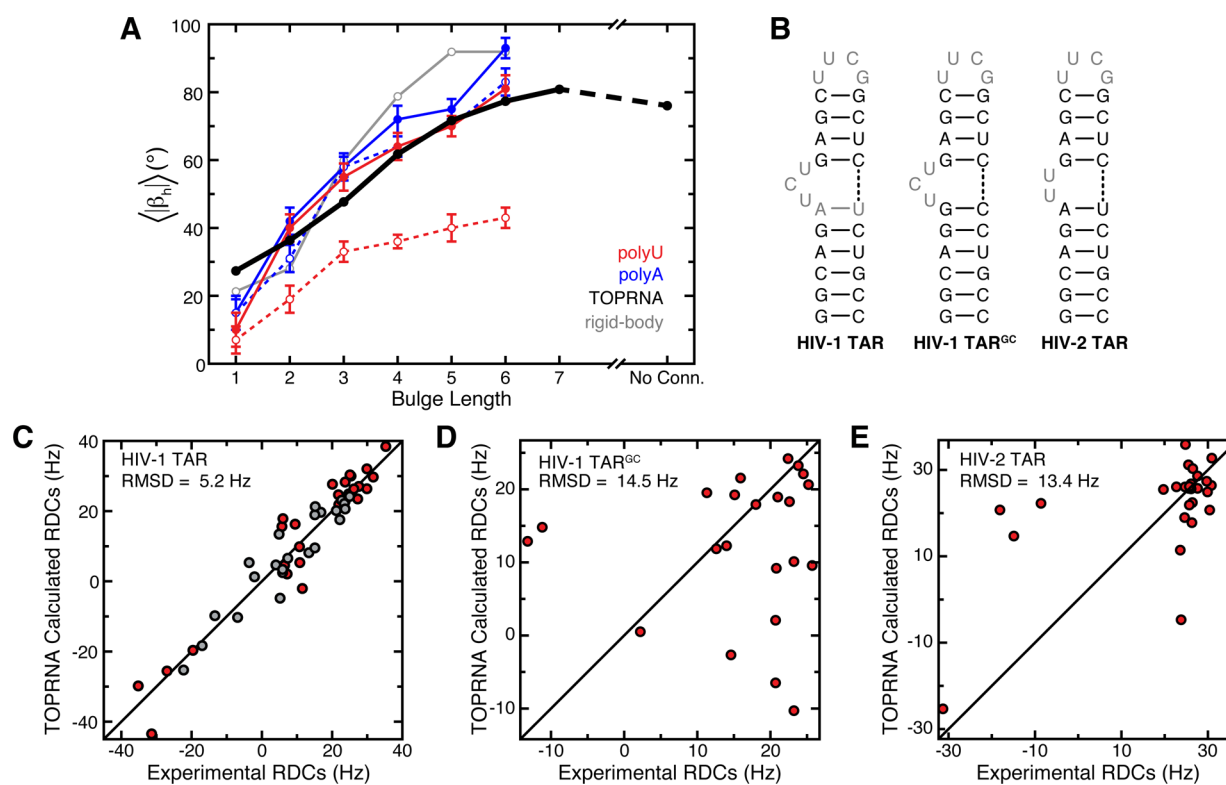 A
⟨|βh|⟩ (°)
100
80
60
40
20
0
1 2 3 4 5 6 7 No Conn.
Bulge Length
polyU
polyA
TOPRNA
rigid-body
B
U C U C U C
U G U G U G
C G C G C G
G C G C G C
A U A U A U
G C G C G C
U U U
C C U
U U
A U G C A U
G C G C G C
A U A U A U
C G C G C G
G C G C G C
G C G C G C
HIV-1 TAR HIV-1 TARGC HIV-2 TAR
C
TOPRNA Calculated RDCs (Hz)
HIV-1 TAR
RMSD = 5.2 Hz
40
20
0
-20
-40
-40 -20 0 20 40
Experimental RDCs (Hz)
D
TOPRNA Calculated RDCs (Hz)
HIV-1 TARGC
RMSD = 14.5 Hz
20
10
0
-10
-10 0 10 20
Experimental RDCs (Hz)
E
TOPRNA Calculated RDCs (Hz)
HIV-2 TAR
RMSD = 13.4 Hz
30
10
-10
-30
-30 -10 10 30
Experimental RDCs (Hz)